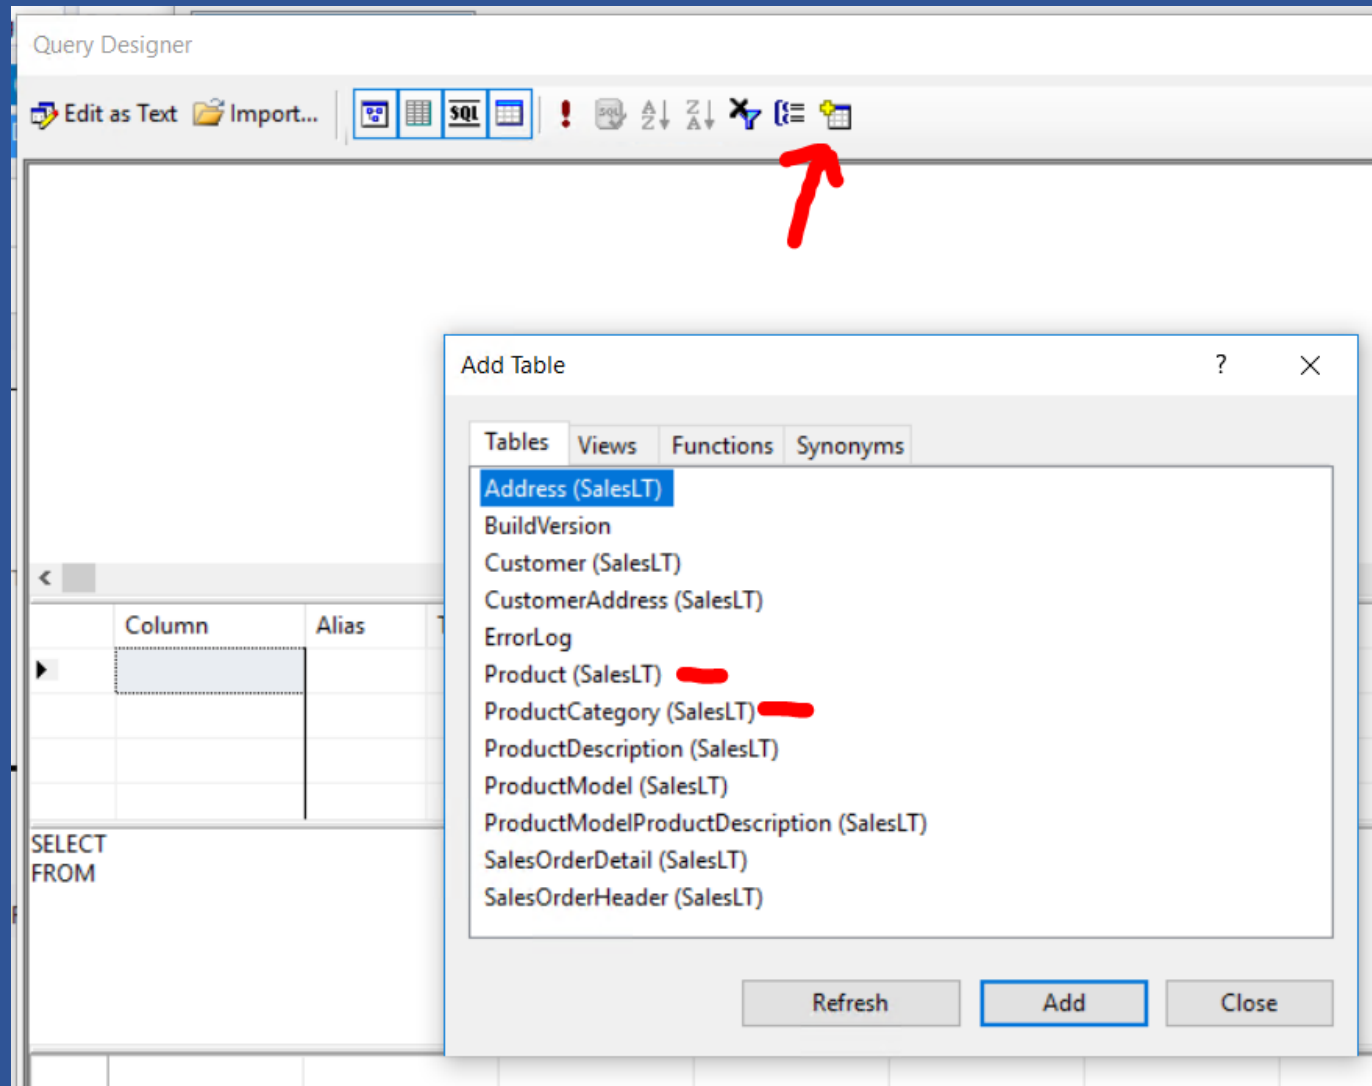 Query Designer
Edit as Text Import... SQL SQL A Z Z A
Add Table ? X
Tables Views Functions Synonyms
Address (SalesLT)
BuildVersion
Customer (SalesLT)
CustomerAddress (SalesLT)
ErrorLog
Product (SalesLT)
ProductCategory (SalesLT)
ProductDescription (SalesLT)
ProductModel (SalesLT)
ProductModelProductDescription (SalesLT)
SalesOrderDetail (SalesLT)
SalesOrderHeader (SalesLT)
Refresh Add Close
Column Alias
SELECT
FROM